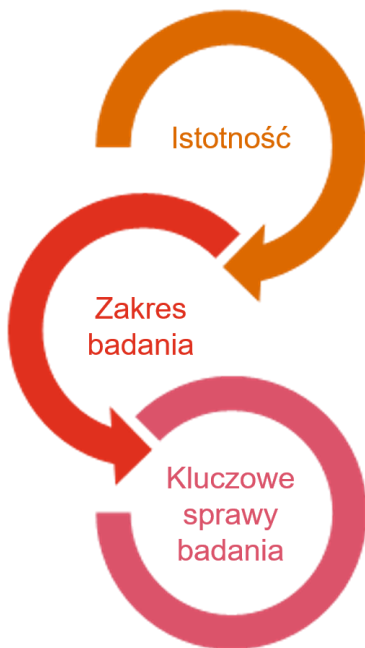 Istotność
Zakres
badania
Kluczowe
sprawy
badania